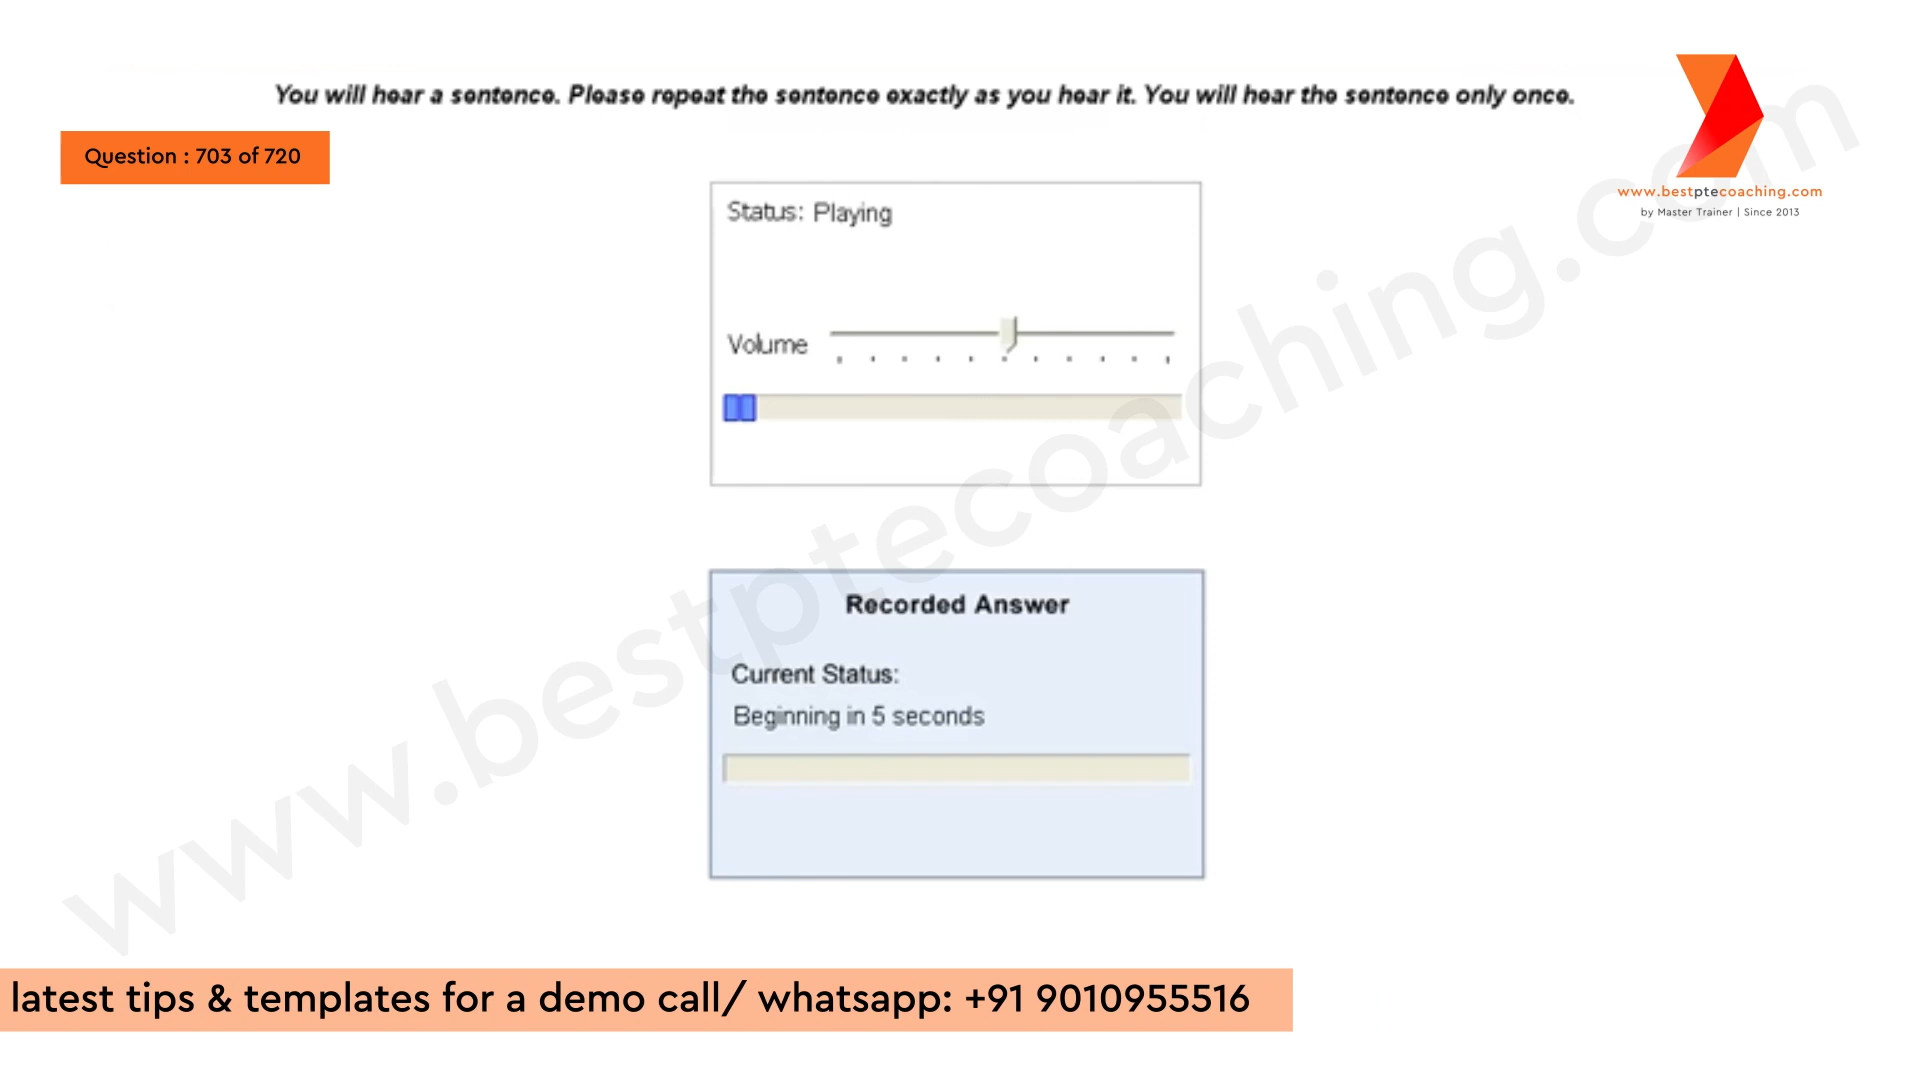 You will hear a sentence. Please repeat the sentence exactly as you hear it. You will hear the sentence only once.
Question : 703 of 720
www.bestptecoaching.com
by Master Trainer | Since 2013
Status: Playing
Volume
Recorded Answer
Current Status:
Beginning in 5 seconds
www.bestptecoaching.com
latest tips & templates for a demo call/ whatsapp: +91 9010955516